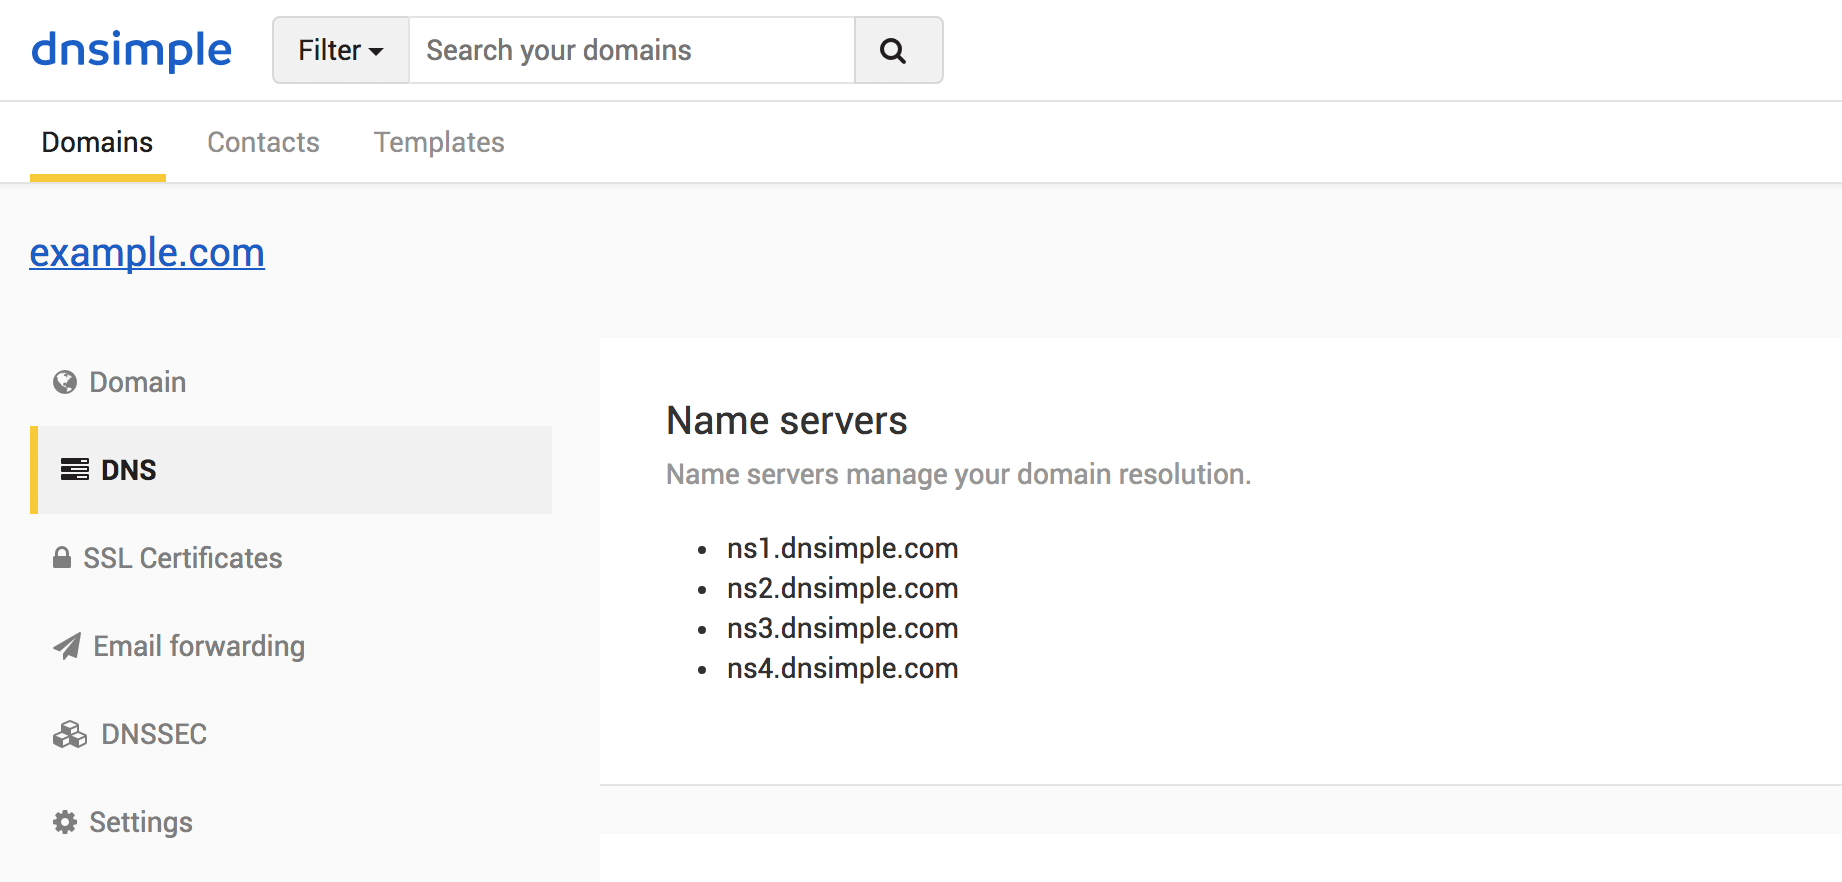 dnsimple
Filter
Search your domains
Domains
Contacts
Templates
example.com
Domain
DNS
SSL Certificates
Email forwarding
DNSSEC
Settings
Name servers
Name servers manage your domain resolution.
ns1.dnsimple.com
ns2.dnsimple.com
ns3.dnsimple.com
ns4.dnsimple.com